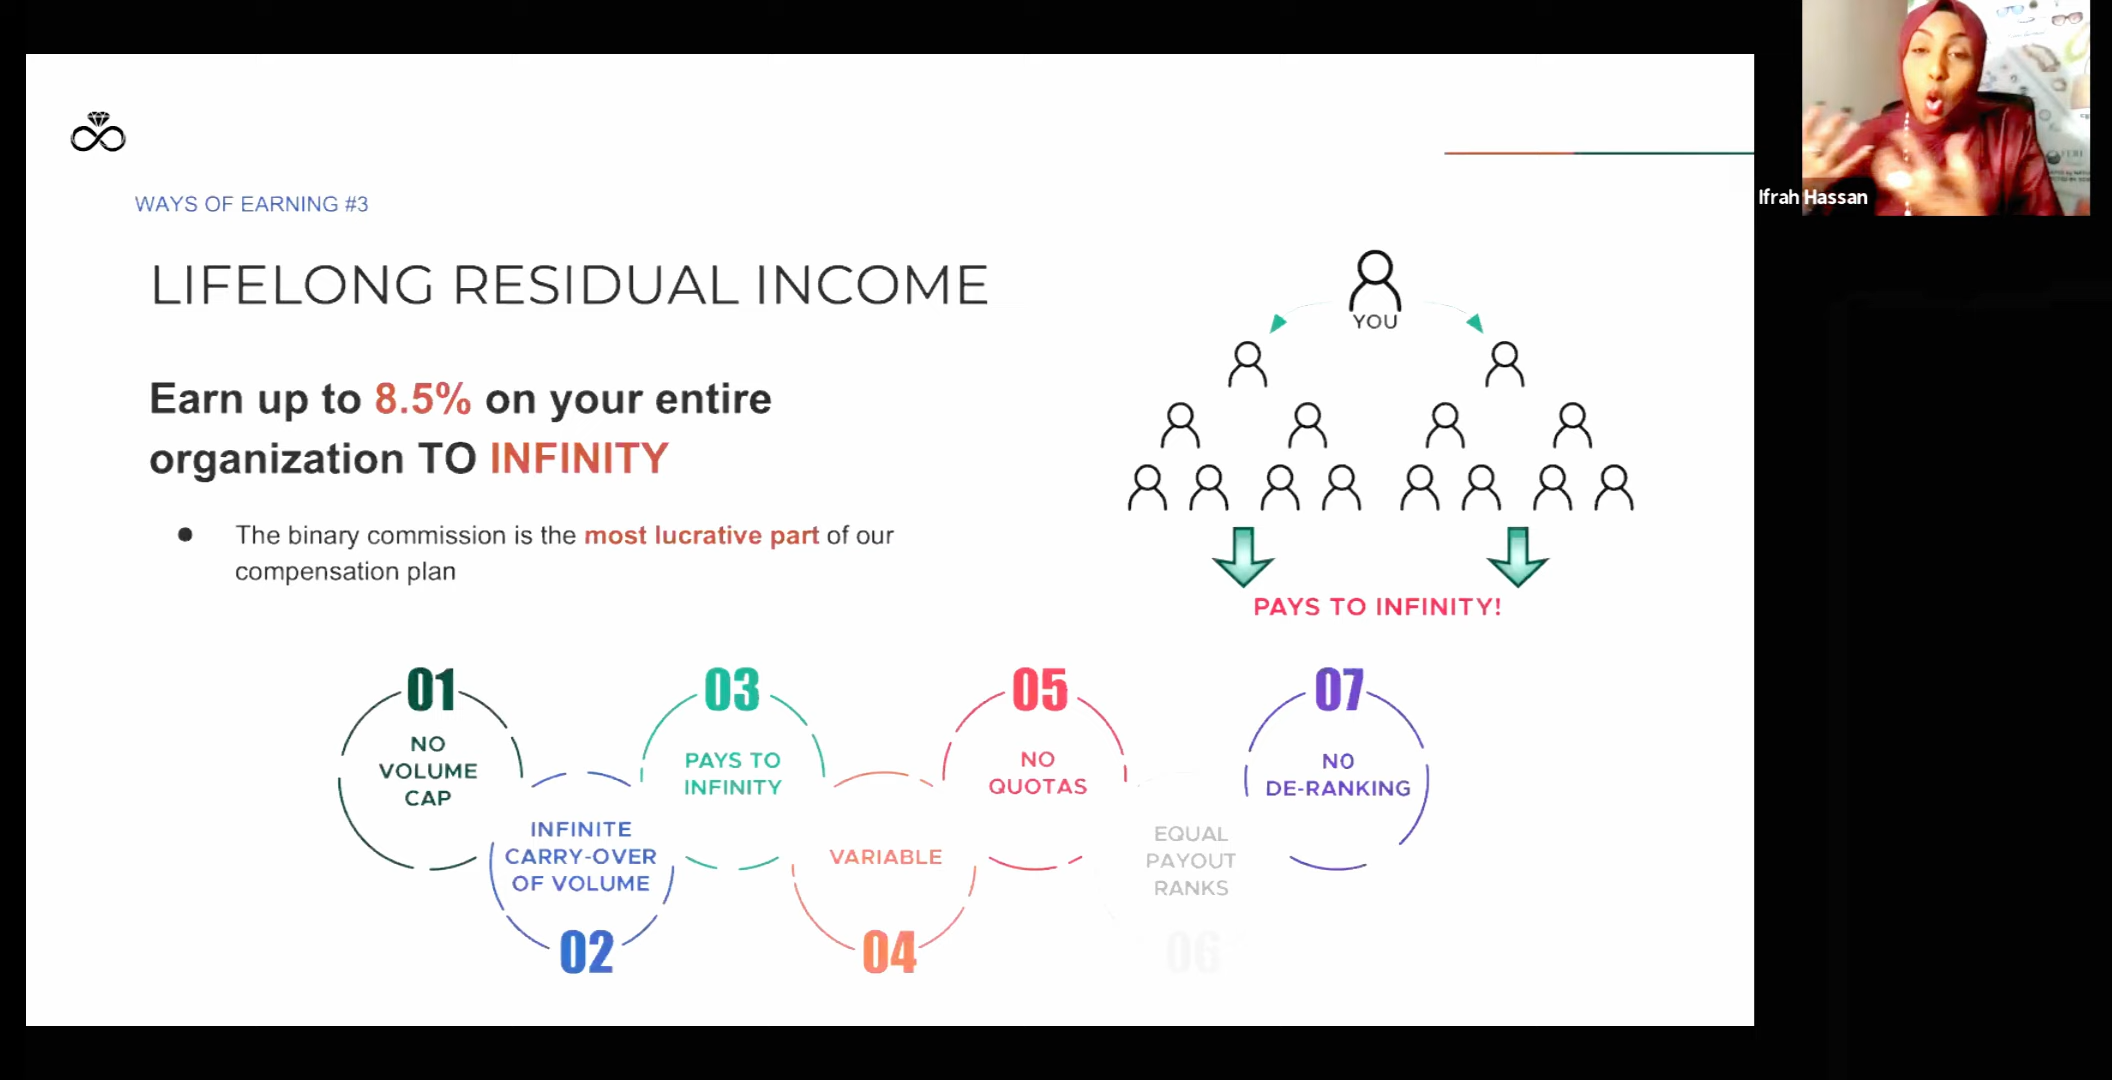 WAYS OF EARNING #3
LIFELONG RESIDUAL INCOME
Earn up to 8.5% on your entire
organization TO INFINITY
● The binary commission is the most lucrative part of our
compensation plan
YOU
PAYS TO INFINITY!
01
NO
VOLUME
CAP
INFINITE
CARRY-OVER
OF VOLUME
02
03
PAYS TO
INFINITY
VARIABLE
04
05
NO
QUOTAS
EQUAL
PAYOUT
RANKS
06
07
NO
DE-RANKING
Ifrah Hassan